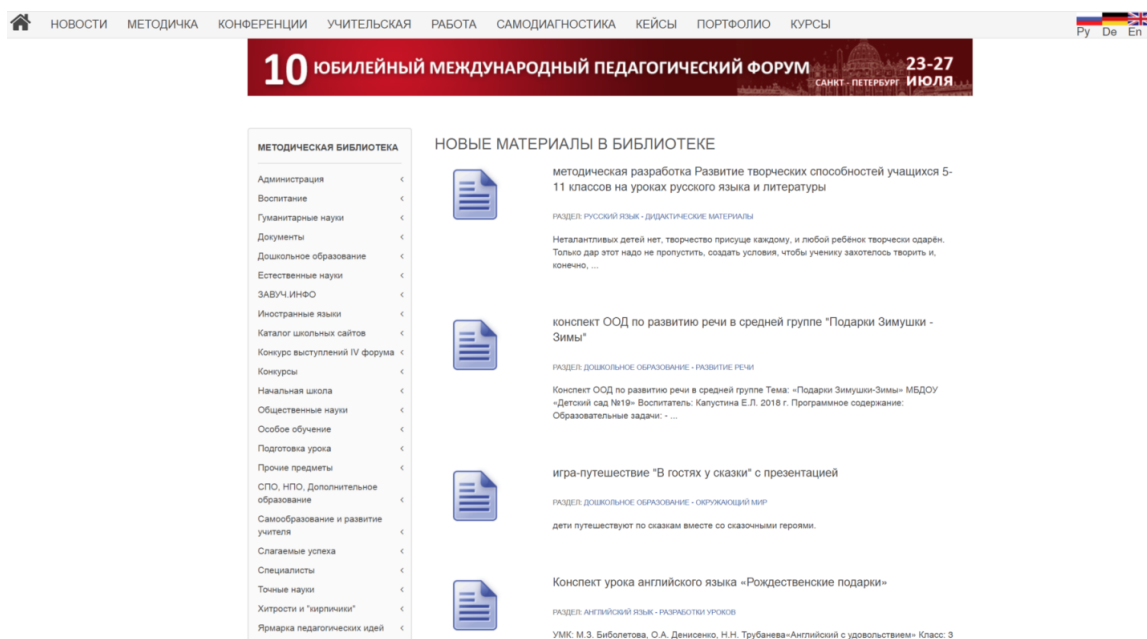 НОВОСТИ МЕТОДИЧКА КОНФЕРЕНЦИИ УЧИТЕЛЬСКАЯ РАБОТА САМОДИАГНОСТИКА КЕЙСЫ ПОРТФОЛИО КУРСЫ
Ру De En
10 ЮБИЛЕЙНЫЙ МЕЖДУНАРОДНЫЙ ПЕДАГОГИЧЕСКИЙ ФОРУМ
САНКТ - ПЕТЕРБУРГ
23-27
ИЮЛЯ
МЕТОДИЧЕСКАЯ БИБЛИОТЕКА
Администрация
Воспитание
Гуманитарные науки
Документы
Дошкольное образование
Естественные науки
ЗАВУЧ.ИНФО
Иностранные языки
Каталог школьных сайтов
Конкурс выступлений IV форума
Конкурсы
Начальная школа
Общественные науки
Особое обучение
Подготовка урока
Прочие предметы
СПО, НПО, Дополнительное
образование
Самообразование и развитие
учителя
Слагаемые успеха
Специалисты
Точные науки
Хитрости и "кирпичики"
Ярмарка педагогических идей
НОВЫЕ МАТЕРИАЛЫ В БИБЛИОТЕКЕ
методическая разработка Развитие творческих способностей учащихся 5-
11 классов на уроках русского языка и литературы
РАЗДЕЛ: РУССКИЙ ЯЗЫК - ДИДАКТИЧЕСКИЕ МАТЕРИАЛЫ
Неталантливых детей нет, творчество присуще каждому, и любой ребёнок творчески одарён.
Только дар этот надо не пропустить, создать условия, чтобы ученику захотелось творить и,
конечно, ...
конспект ООД по развитию речи в средней группе "Подарки Зимушки -
Зимы"
РАЗДЕЛ: ДОШКОЛЬНОЕ ОБРАЗОВАНИЕ - РАЗВИТИЕ РЕЧИ
Конспект ООД по развитию речи в средней группе Тема: «Подарки Зимушки-Зимы» МБДОУ
«Детский сад №19» Воспитатель: Капустина Е.Л. 2018 г. Программное содержание:
Образовательные задачи: - ...
игра-путешествие "В гостях у сказки" с презентацией
РАЗДЕЛ: ДОШКОЛЬНОЕ ОБРАЗОВАНИЕ - ОКРУЖАЮЩИЙ МИР
дети путешествуют по сказкам вместе со сказочными героями.
Конспект урока английского языка «Рождественские подарки»
РАЗДЕЛ: АНГЛИЙСКИЙ ЯЗЫК - РАЗРАБОТКИ УРОКОВ
УМК: М.З. Биболетова, О.А. Денисенко, Н.Н. Трубанева«Английский с удовольствием» Класс: 3